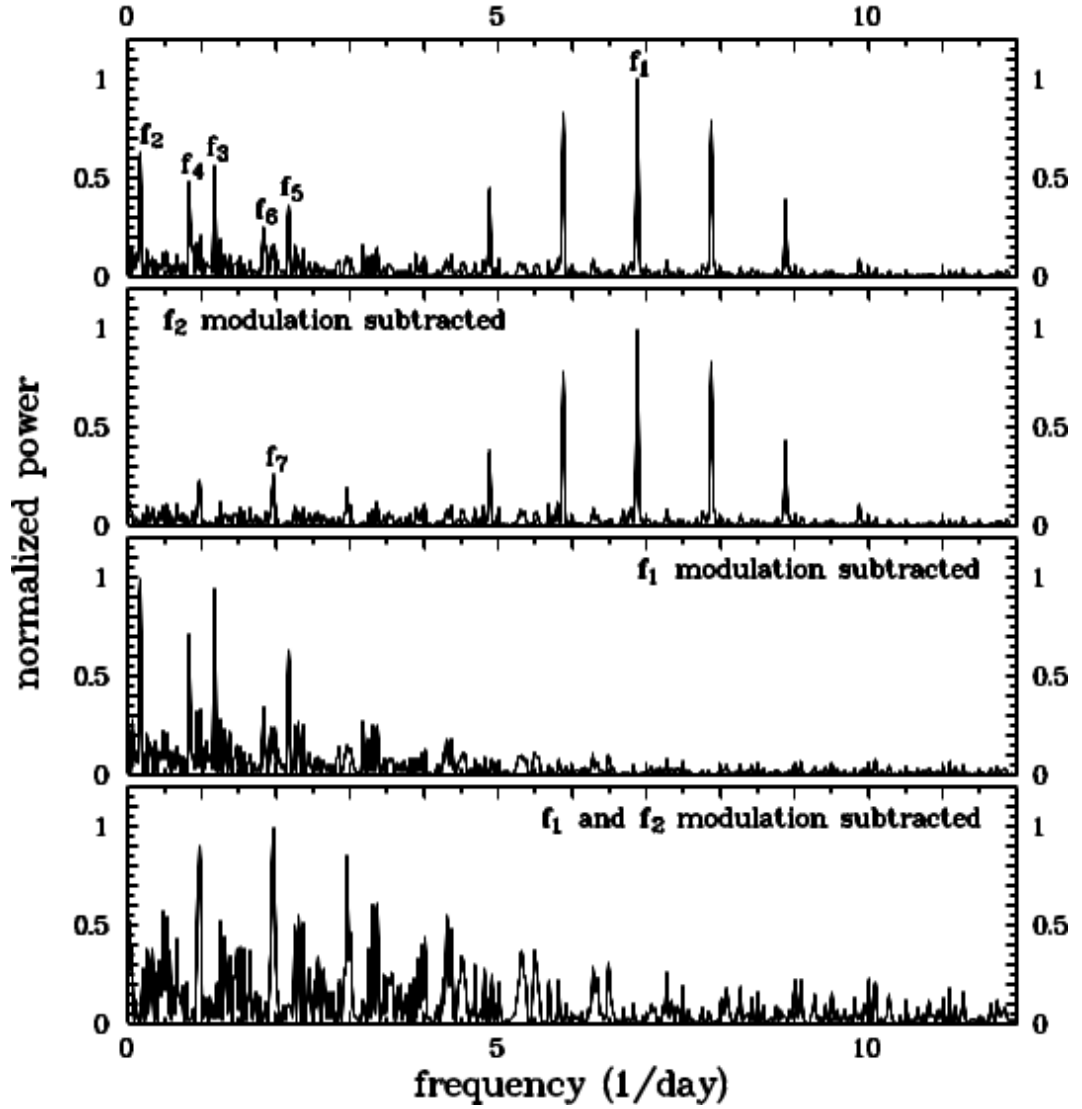 0 5 10
1 f₁ 1
f₂ f₄ f₃
0.5 f₆ f₅ 0.5
0 0
f₂ modulation subtracted
1 1
0.5 f₇ 0.5
0 0
f₁ modulation subtracted
1 1
0.5 0.5
0 0
f₁ and f₂ modulation subtracted
1 1
0.5 0.5
0 0
0 5 10
frequency (1/day)
normalized power